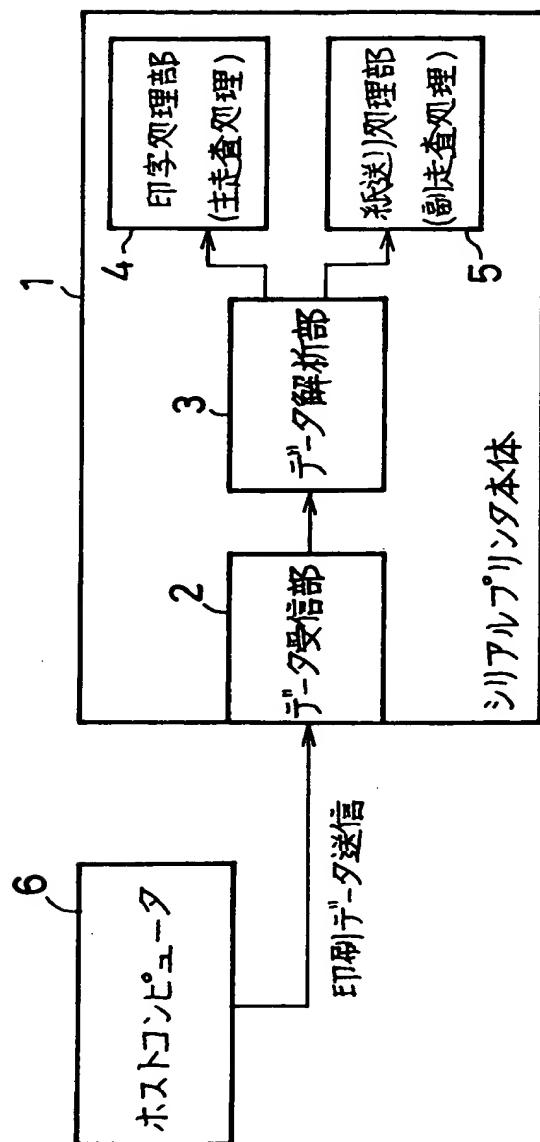 6
ホストコンピュータ
印刷データ送信
1
2
データ受信部
3
データ解析部
4
印字処理部
(主走査処理)
紙送り処理部
(副走査処理)
5
シリアルプリンタ本体